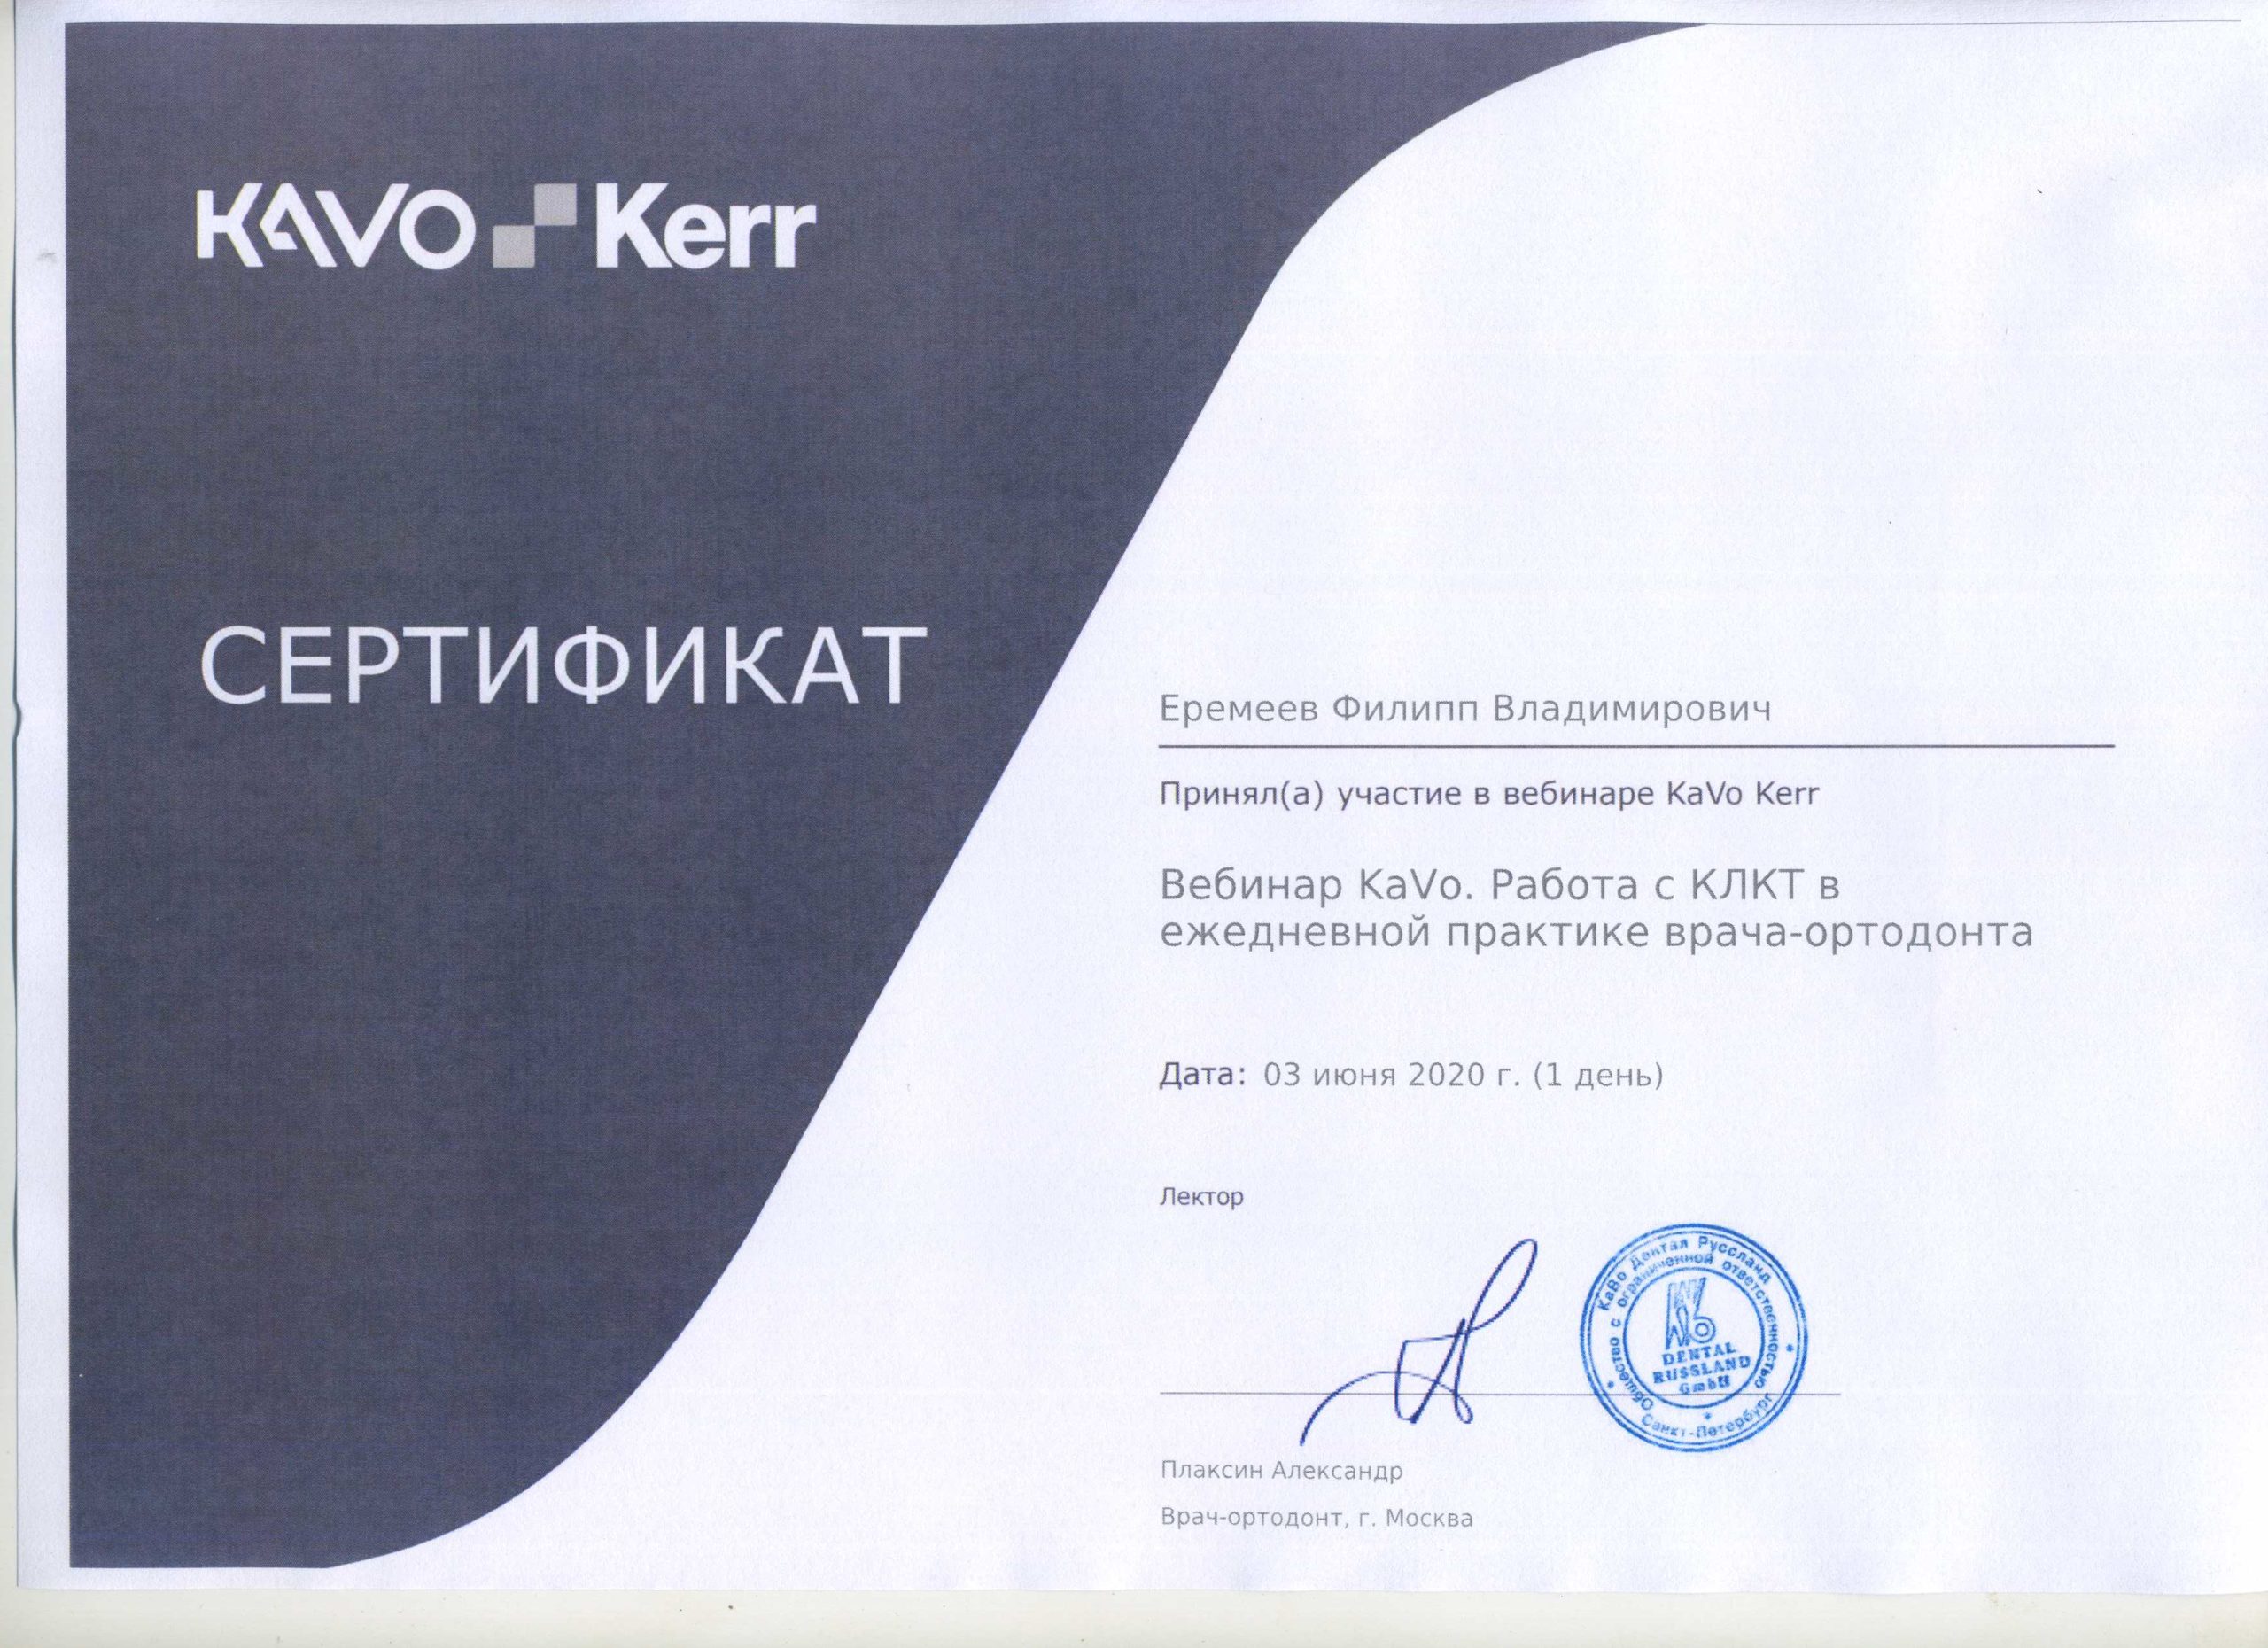 KAVO Kerr
СЕРТИФИКАТ
Еремеев Филипп Владимирович
Принял(а) участие в вебинаре KaVo Kerr
Вебинар KaVo. Работа с КЛКТ в
ежедневной практике врача-ортодонта
Дата: 03 июня 2020 г. (1 день)
Лектор
КаВо Дентал Руссланд
Общество с ограниченной ответственностью
KAVO
DENTAL
RUSSLAND
GmbH
Санкт-Петербург
Плаксин Александр
Врач-ортодонт, г. Москва